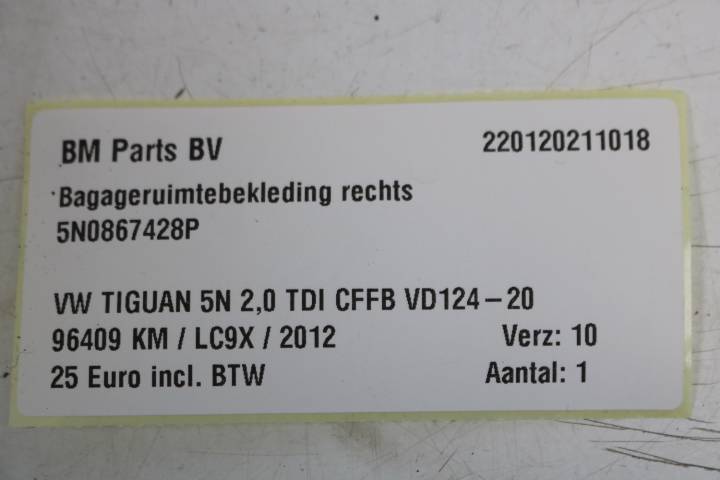 BM Parts BV 220120211018
Bagageruimtebekleding rechts
5N0867428P
VW TIGUAN 5N 2,0 TDI CFFB VD124-20
96409 KM / LC9X / 2012 Verz: 10
25 Euro incl. BTW Aantal: 1